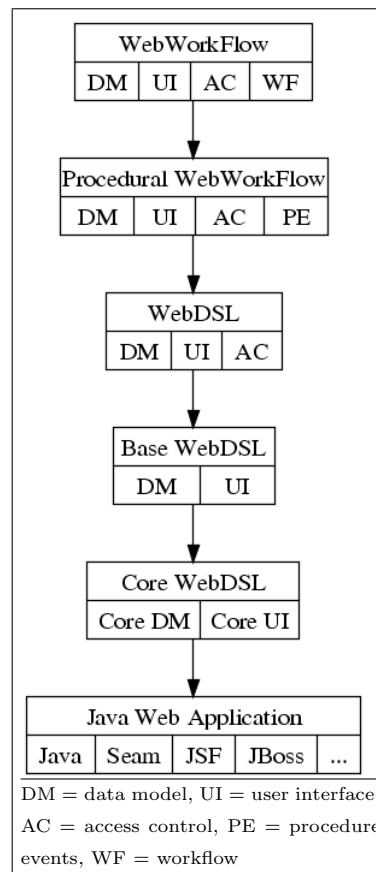 WebWorkFlow
DM UI AC WF
Procedural WebWorkFlow
DM UI AC PE
WebDSL
DM UI AC
Base WebDSL
DM UI
Core WebDSL
Core DM Core UI
Java Web Application
Java Seam JSF JBoss ...
DM = data model, UI = user interface
AC = access control, PE = procedure
events, WF = workflow